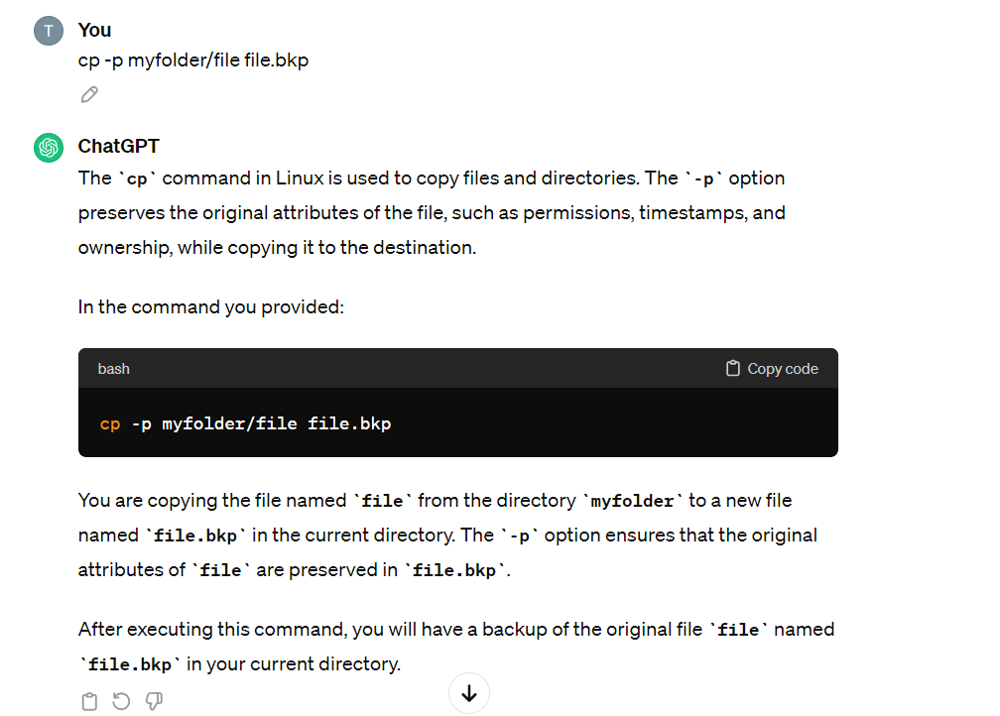 T
You
cp -p myfolder/file file.bkp
ChatGPT
The `cp` command in Linux is used to copy files and directories. The `-p` option
preserves the original attributes of the file, such as permissions, timestamps, and
ownership, while copying it to the destination.
In the command you provided:
bash Copy code
cp -p myfolder/file file.bkp
You are copying the file named `file` from the directory `myfolder` to a new file
named `file.bkp` in the current directory. The `-p` option ensures that the original
attributes of `file` are preserved in `file.bkp`.
After executing this command, you will have a backup of the original file `file` named
`file.bkp` in your current directory.